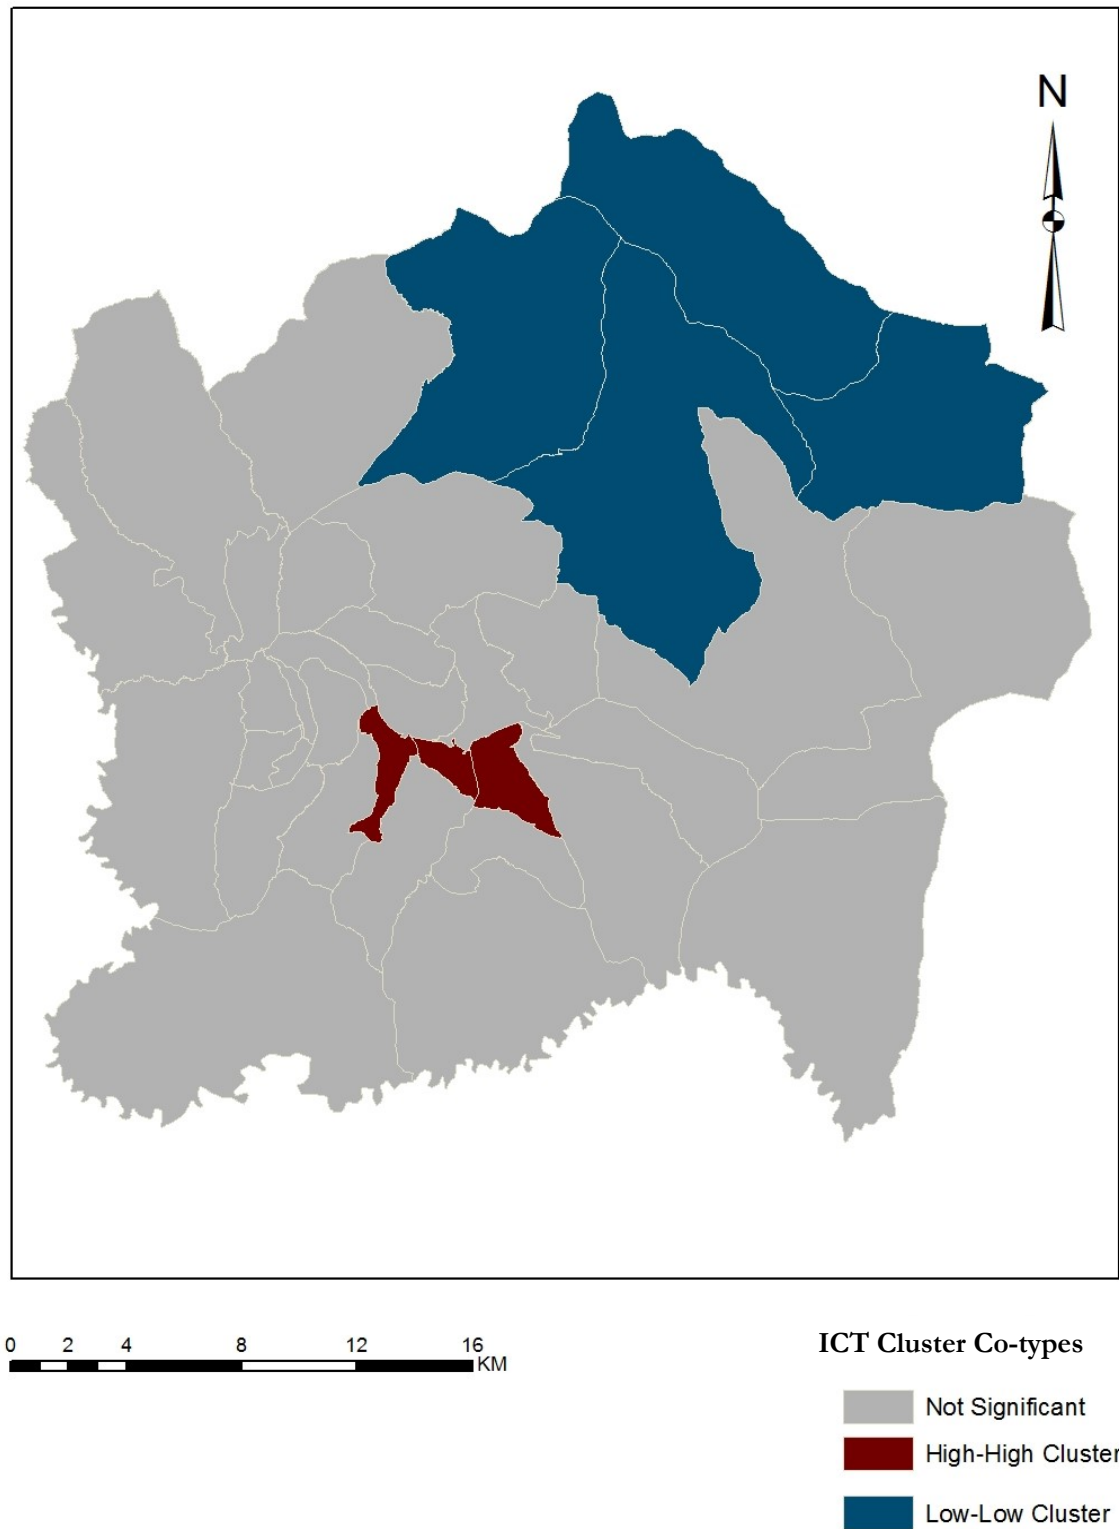 N
0 2 4 8 12 16
KM
ICT Cluster Co-types
Not Significant
High-High Cluster
Low-Low Cluster